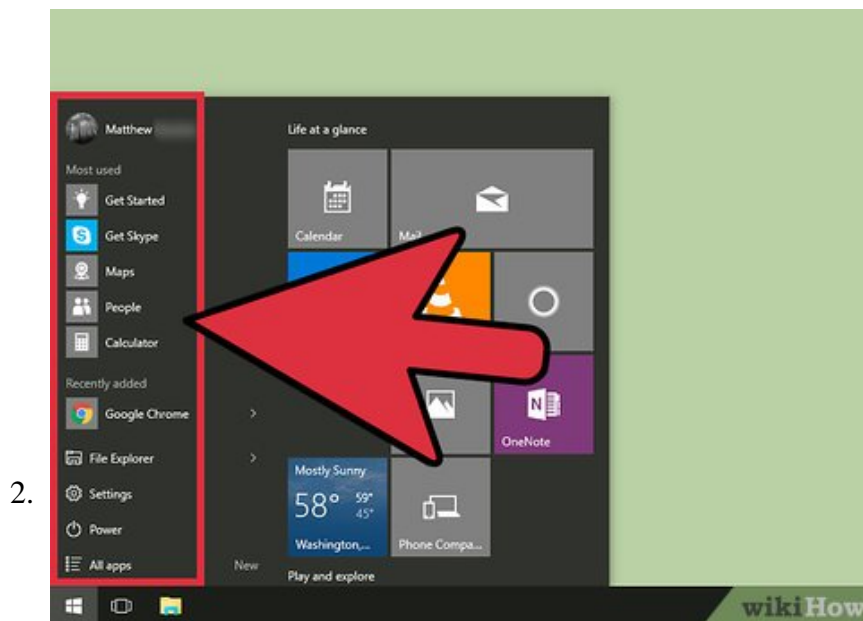 Matthew
Life at a glance
Most used
Get Started
Get Skype
Maps
People
Calculator
Calendar
Mail
OneNote
Recently added
Google Chrome
File Explorer
2.
Settings
Power
All apps
New
Mostly Sunny
58° 59°
45°
Washington,...
Phone Compa...
Play and explore
wikiHow